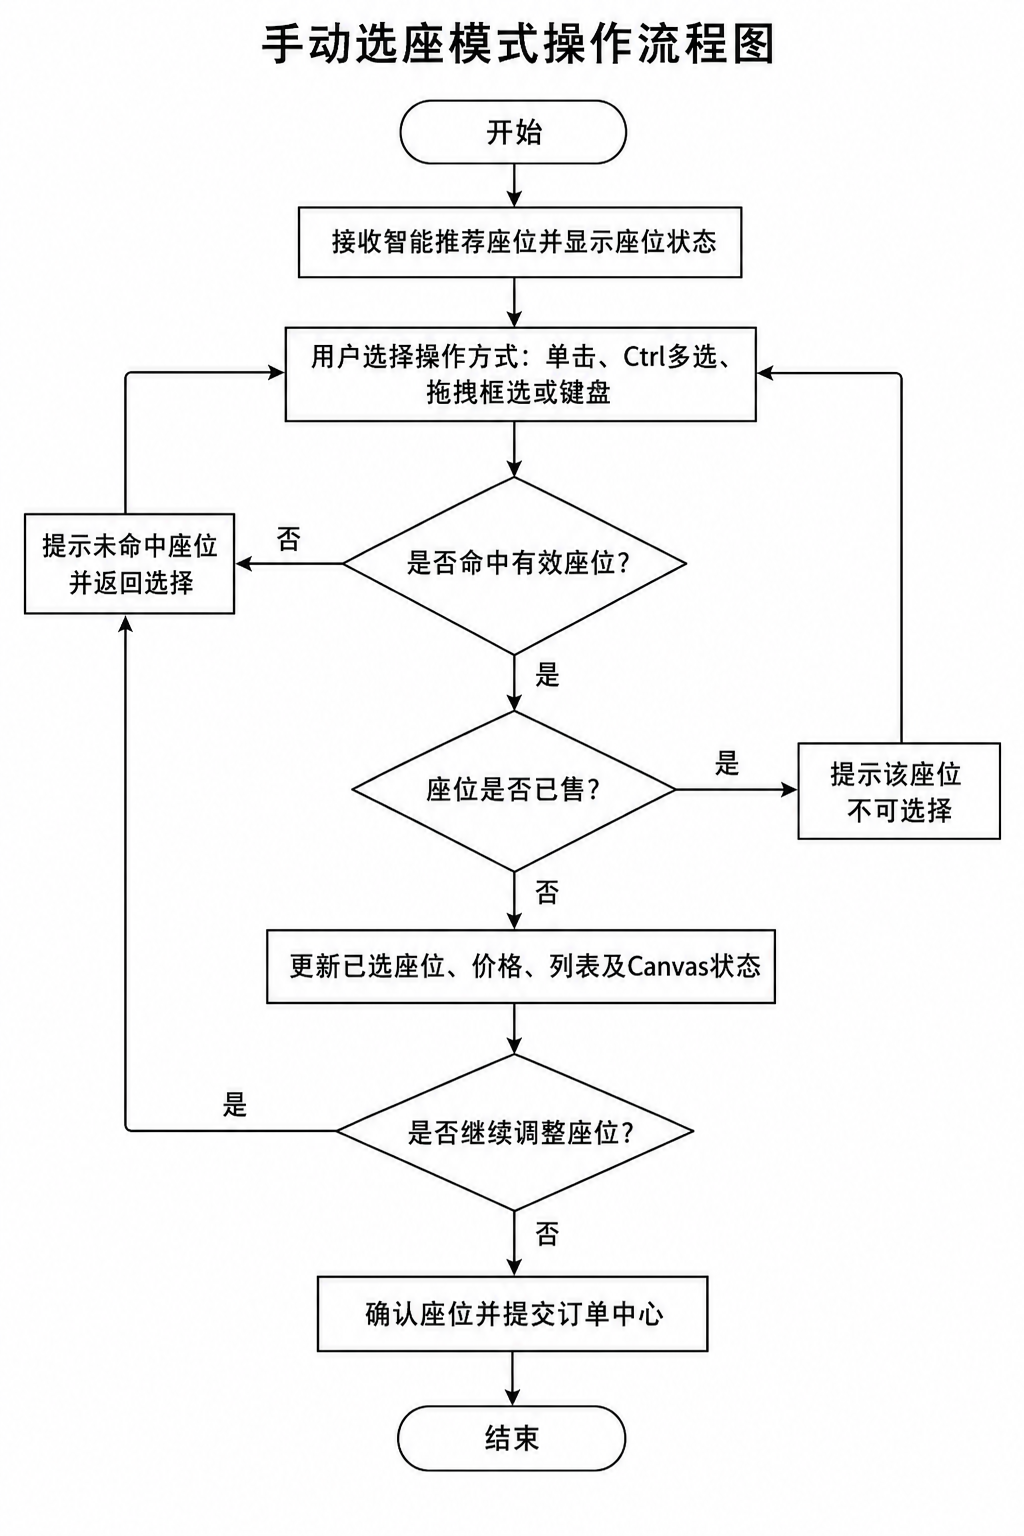 手动选座模式操作流程图
开始
接收智能推荐座位并显示座位状态
用户选择操作方式：单击、Ctrl多选、
拖拽框选或键盘
否
提示未命中座位
并返回选择
是否命中有效座位?
是
座位是否已售?
是
提示该座位
不可选择
否
更新已选座位、价格、列表及Canvas状态
是
是否继续调整座位?
否
确认座位并提交订单中心
结束